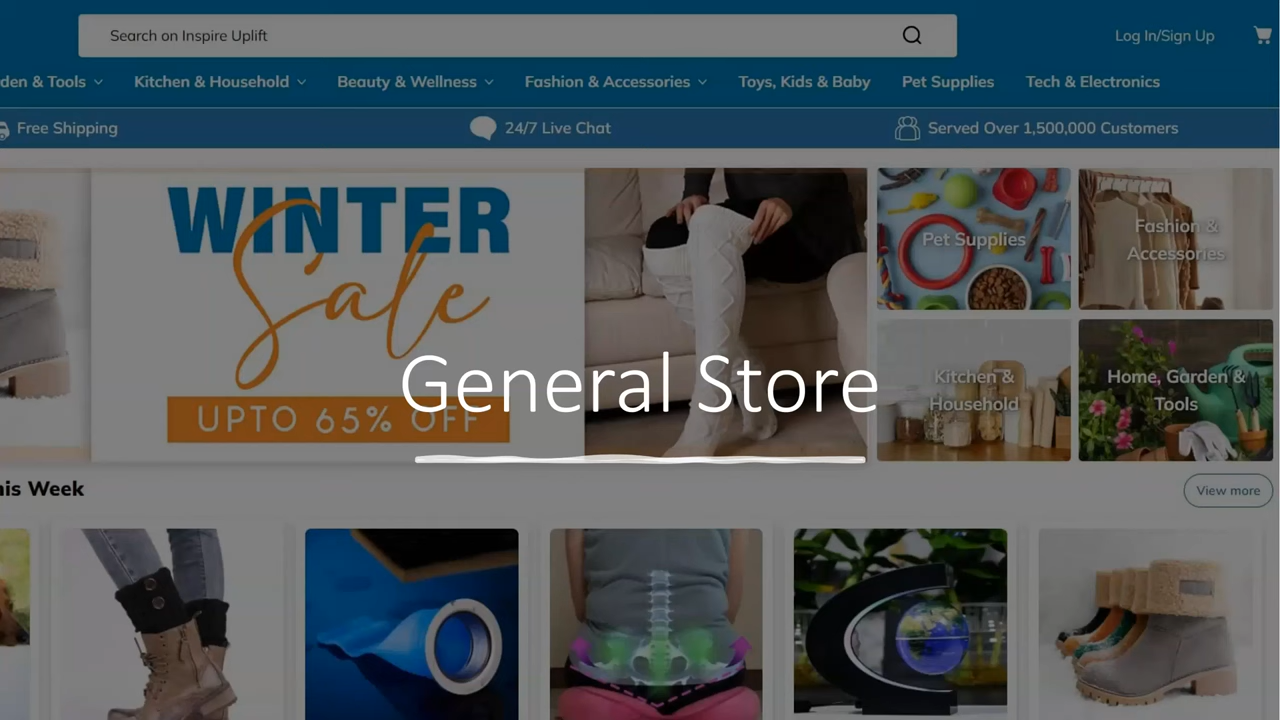 Search on Inspire Uplift
Log In/Sign Up
den & Tools
Kitchen & Household
Beauty & Wellness
Fashion & Accessories
Toys, Kids & Baby
Pet Supplies
Tech & Electronics
Free Shipping
24/7 Live Chat
Served Over 1,500,000 Customers
WINTER
Sale
UPTO 65% OFF
Pet Supplies
Fashion &
Accessories
Kitchen &
Household
Home, Garden &
Tools
General Store
his Week
View more